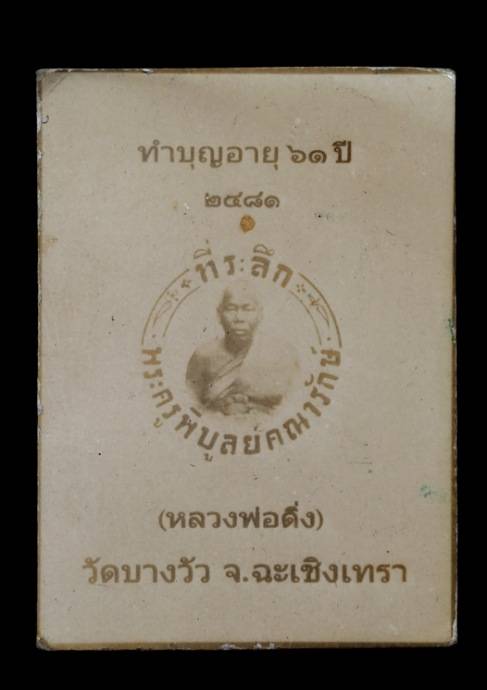 ทำบุญอายุ ๖๑ ปี
๒๔๘๑
ที่ระลึก
พระครูพิบูลย์คณารักษ์
(หลวงพ่อดิ่ง)
วัดบางวัว จ.ฉะเชิงเทรา